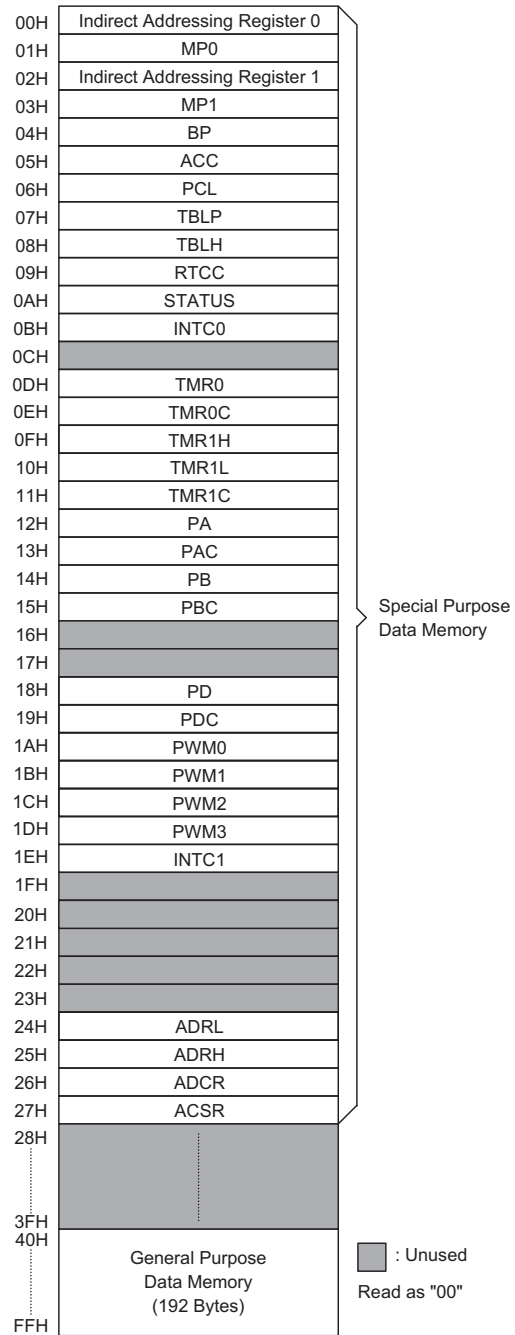 00H Indirect Addressing Register 0
01H MP0
02H Indirect Addressing Register 1
03H MP1
04H BP
05H ACC
06H PCL
07H TBLP
08H TBLH
09H RTCC
0AH STATUS
0BH INTC0
0CH
0DH TMR0
0EH TMR0C
0FH TMR1H
10H TMR1L
11H TMR1C
12H PA
13H PAC
14H PB
15H PBC
16H
17H
18H PD
19H PDC
1AH PWM0
1BH PWM1
1CH PWM2
1DH PWM3
1EH INTC1
1FH
20H
21H
22H
23H
24H ADRL
25H ADRH
26H ADCR
27H ACSR
28H
3FH
40H
FFH
General Purpose
Data Memory
(192 Bytes)
Special Purpose
Data Memory
: Unused
Read as "00"